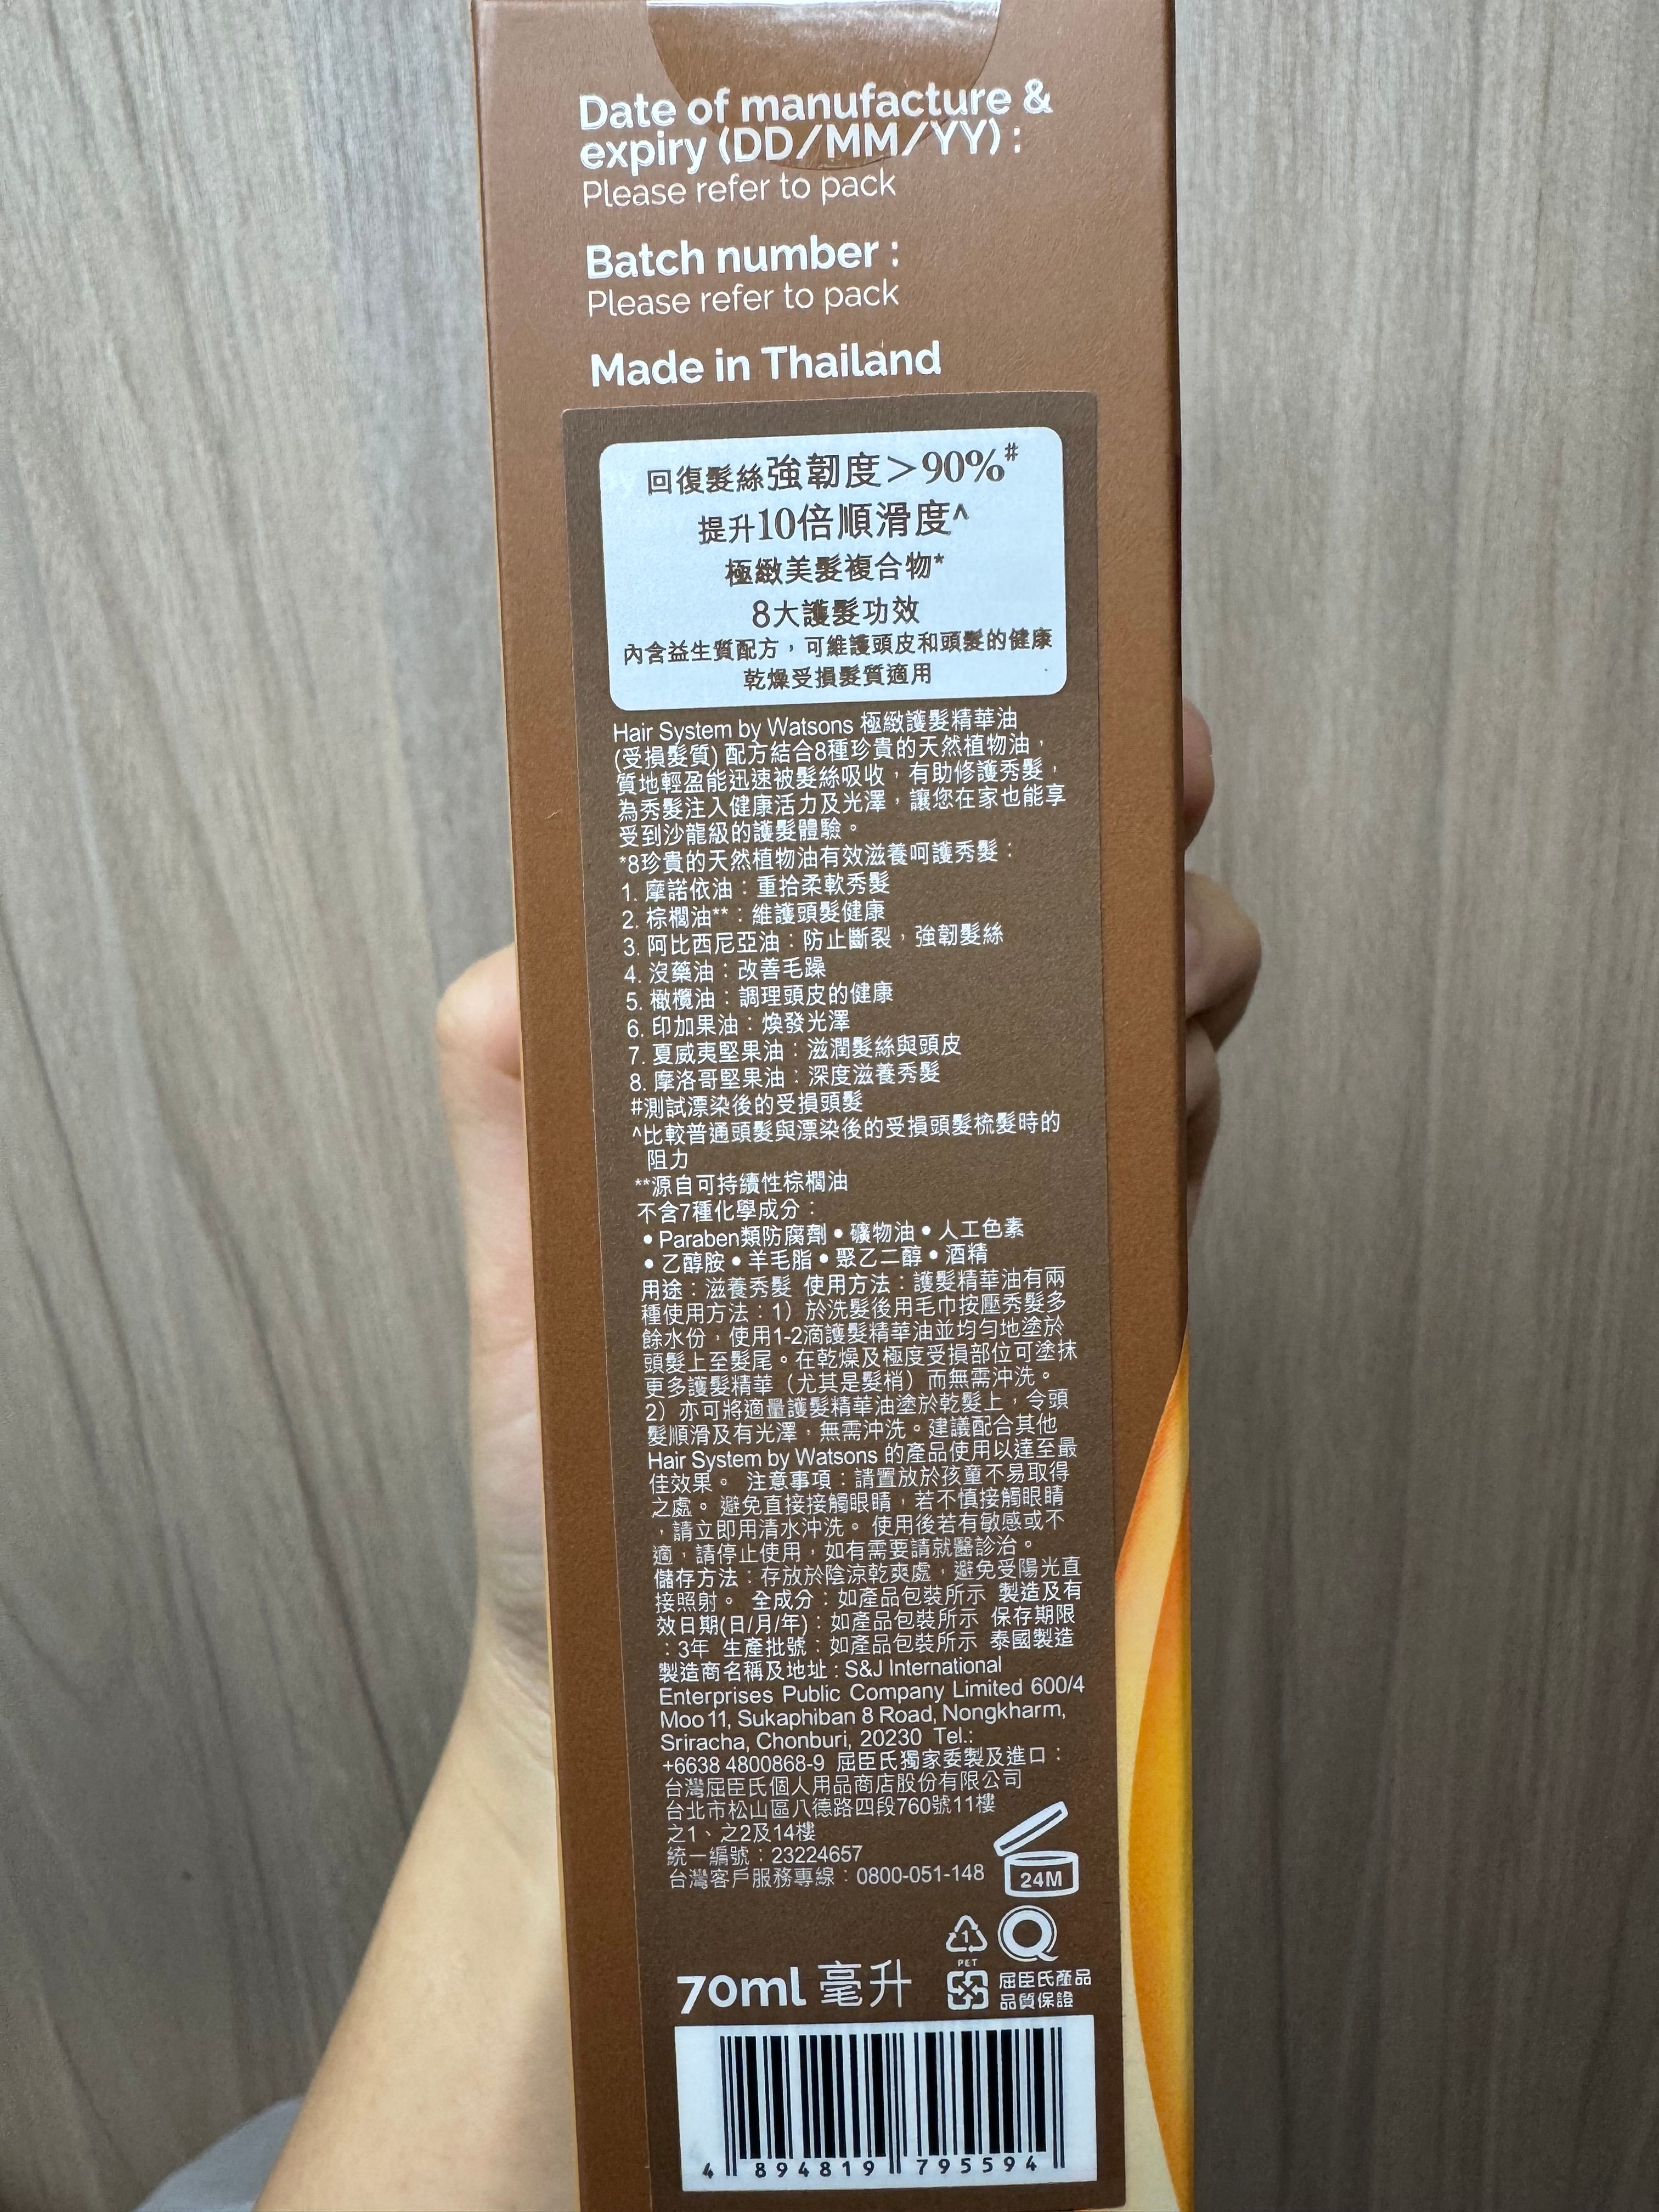 Date of manufacture &
expiry (DD/MM/YY) :
Please refer to pack
Batch number :
Please refer to pack
Made in Thailand
回復髮絲強韌度＞90%#
提升10倍順滑度^
極緻美髮複合物*
8大護髮功效
內含益生質配方，可維護頭皮和頭髮的健康
乾燥受損髮質適用
Hair System by Watsons 極緻護髮精華油
(受損髮質) 配方結合8種珍貴的天然植物油，
質地輕盈能迅速被髮絲吸收，有助修護秀髮，
為秀髮注入健康活力及光澤，讓您在家也能享
受到沙龍級的護髮體驗。
*8珍貴的天然植物油有效滋養呵護秀髮：
1. 摩諾依油：重拾柔軟秀髮
2. 棕櫚油**：維護頭髮健康
3. 阿比西尼亞油：防止斷裂，強韌髮絲
4. 沒藥油：改善毛躁
5. 橄欖油：調理頭皮的健康
6. 印加果油：煥發光澤
7. 夏威夷堅果油：滋潤髮絲與頭皮
8. 摩洛哥堅果油：深度滋養秀髮
#測試漂染後的受損頭髮
^比較普通頭髮與漂染後的受損頭髮梳髮時的
阻力
**源自可持續性棕櫚油
不含7種化學成分：
• Paraben類防腐劑 • 礦物油 • 人工色素
• 乙醇胺 • 羊毛脂 • 聚乙二醇 • 酒精
用途：滋養秀髮 使用方法：護髮精華油有兩
種使用方法：1）於洗髮後用毛巾按壓秀髮多
餘水份，使用1-2滴護髮精華油並均勻地塗於
頭髮上至髮尾。在乾燥及極度受損部位可塗抹
更多護髮精華（尤其是髮梢）而無需沖洗。
2）亦可將適量護髮精華油塗於乾髮上，令頭
髮順滑及有光澤，無需沖洗。建議配合其他
Hair System by Watsons 的產品使用以達至最
佳效果。 注意事項：請置放於孩童不易取得
之處。 避免直接接觸眼睛，若不慎接觸眼睛
，請立即用清水沖洗。 使用後若有敏感或不
適，請停止使用，如有需要請就醫診治。
儲存方法：存放於陰涼乾爽處，避免受陽光直
接照射。 全成分：如產品包裝所示 製造及有
效日期(日/月/年)：如產品包裝所示 保存期限
：3年 生產批號：如產品包裝所示 泰國製造
製造商名稱及地址：S&J International
Enterprises Public Company Limited 600/4
Moo 11, Sukaphiban 8 Road, Nongkharm,
Sriracha, Chonburi, 20230 Tel.:
+6638 4800868-9 屈臣氏獨家委製及進口：
台灣屈臣氏個人用品商店股份有限公司
台北市松山區八德路四段760號11樓
之1、之2及14樓
統一編號：23224657
台灣客戶服務專線：0800-051-148
24M
1
PET
Q
屈臣氏產品
品質保證
70ml 毫升
4 894819 795594